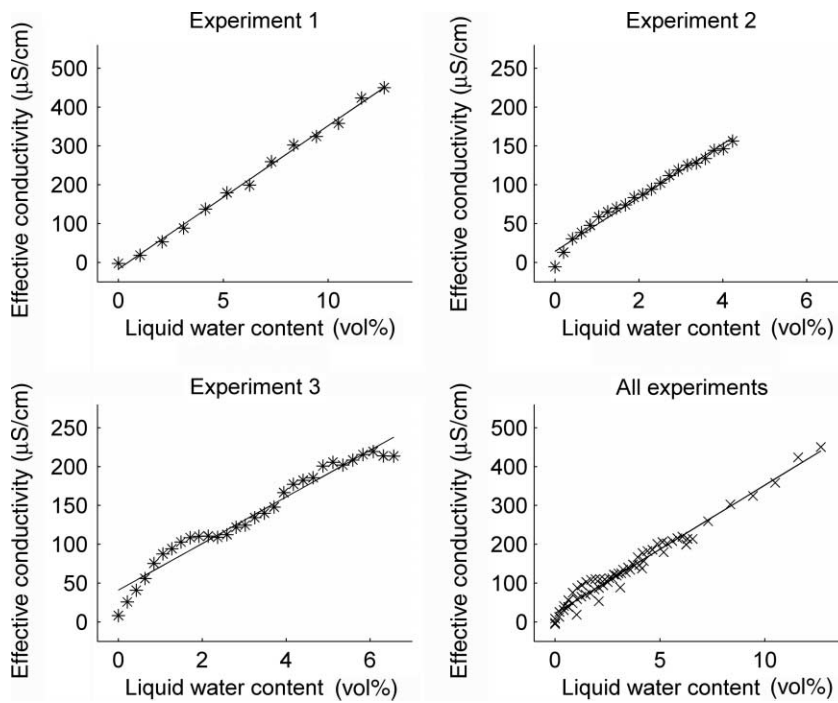 Experiment 1
Effective conductivity (µS/cm)
500
400
300
200
100
0
0 5 10
Liquid water content (vol%)
Experiment 2
Effective conductivity (µS/cm)
250
200
150
100
50
0
0 2 4 6
Liquid water content (vol%)
Experiment 3
Effective conductivity (µS/cm)
250
200
150
100
50
0
0 2 4 6
Liquid water content (vol%)
All experiments
Effective conductivity (µS/cm)
500
400
300
200
100
0
0 5 10
Liquid water content (vol%)